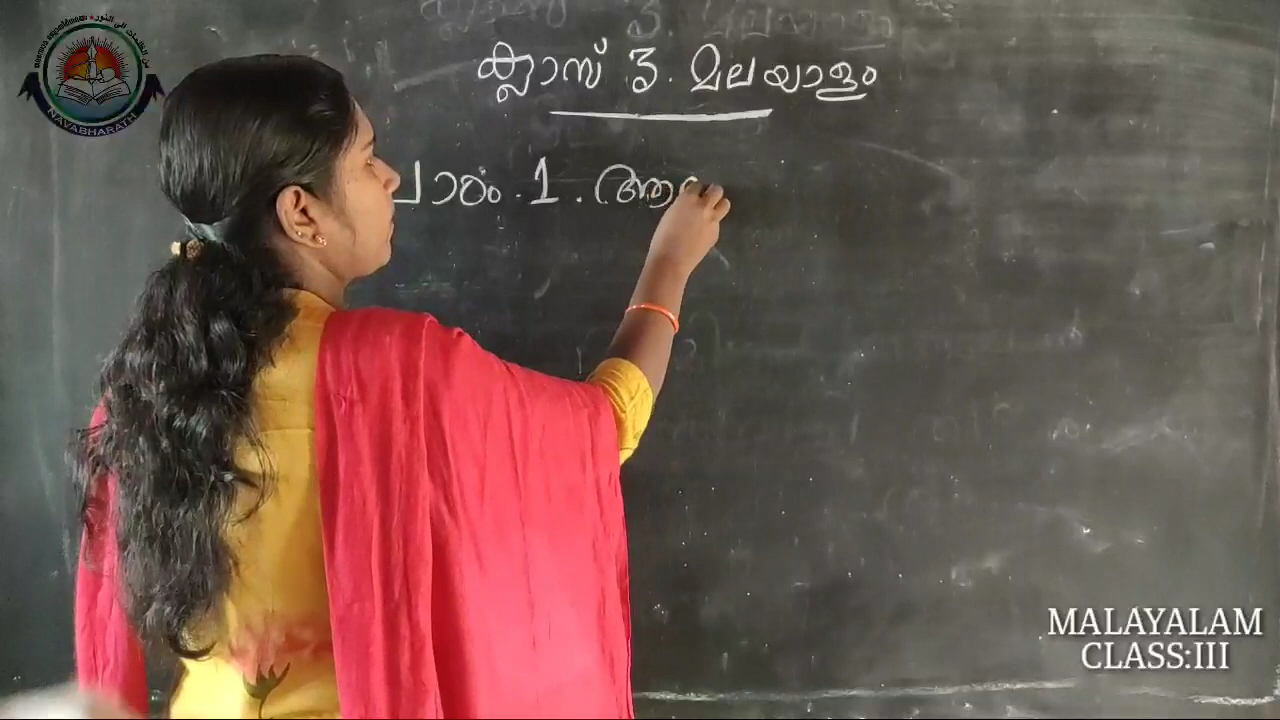 ക്ലാസ് 3. മലയാളം
പാഠം. 1. ആ
NAVABHARATH
MALAYALAM
CLASS:III